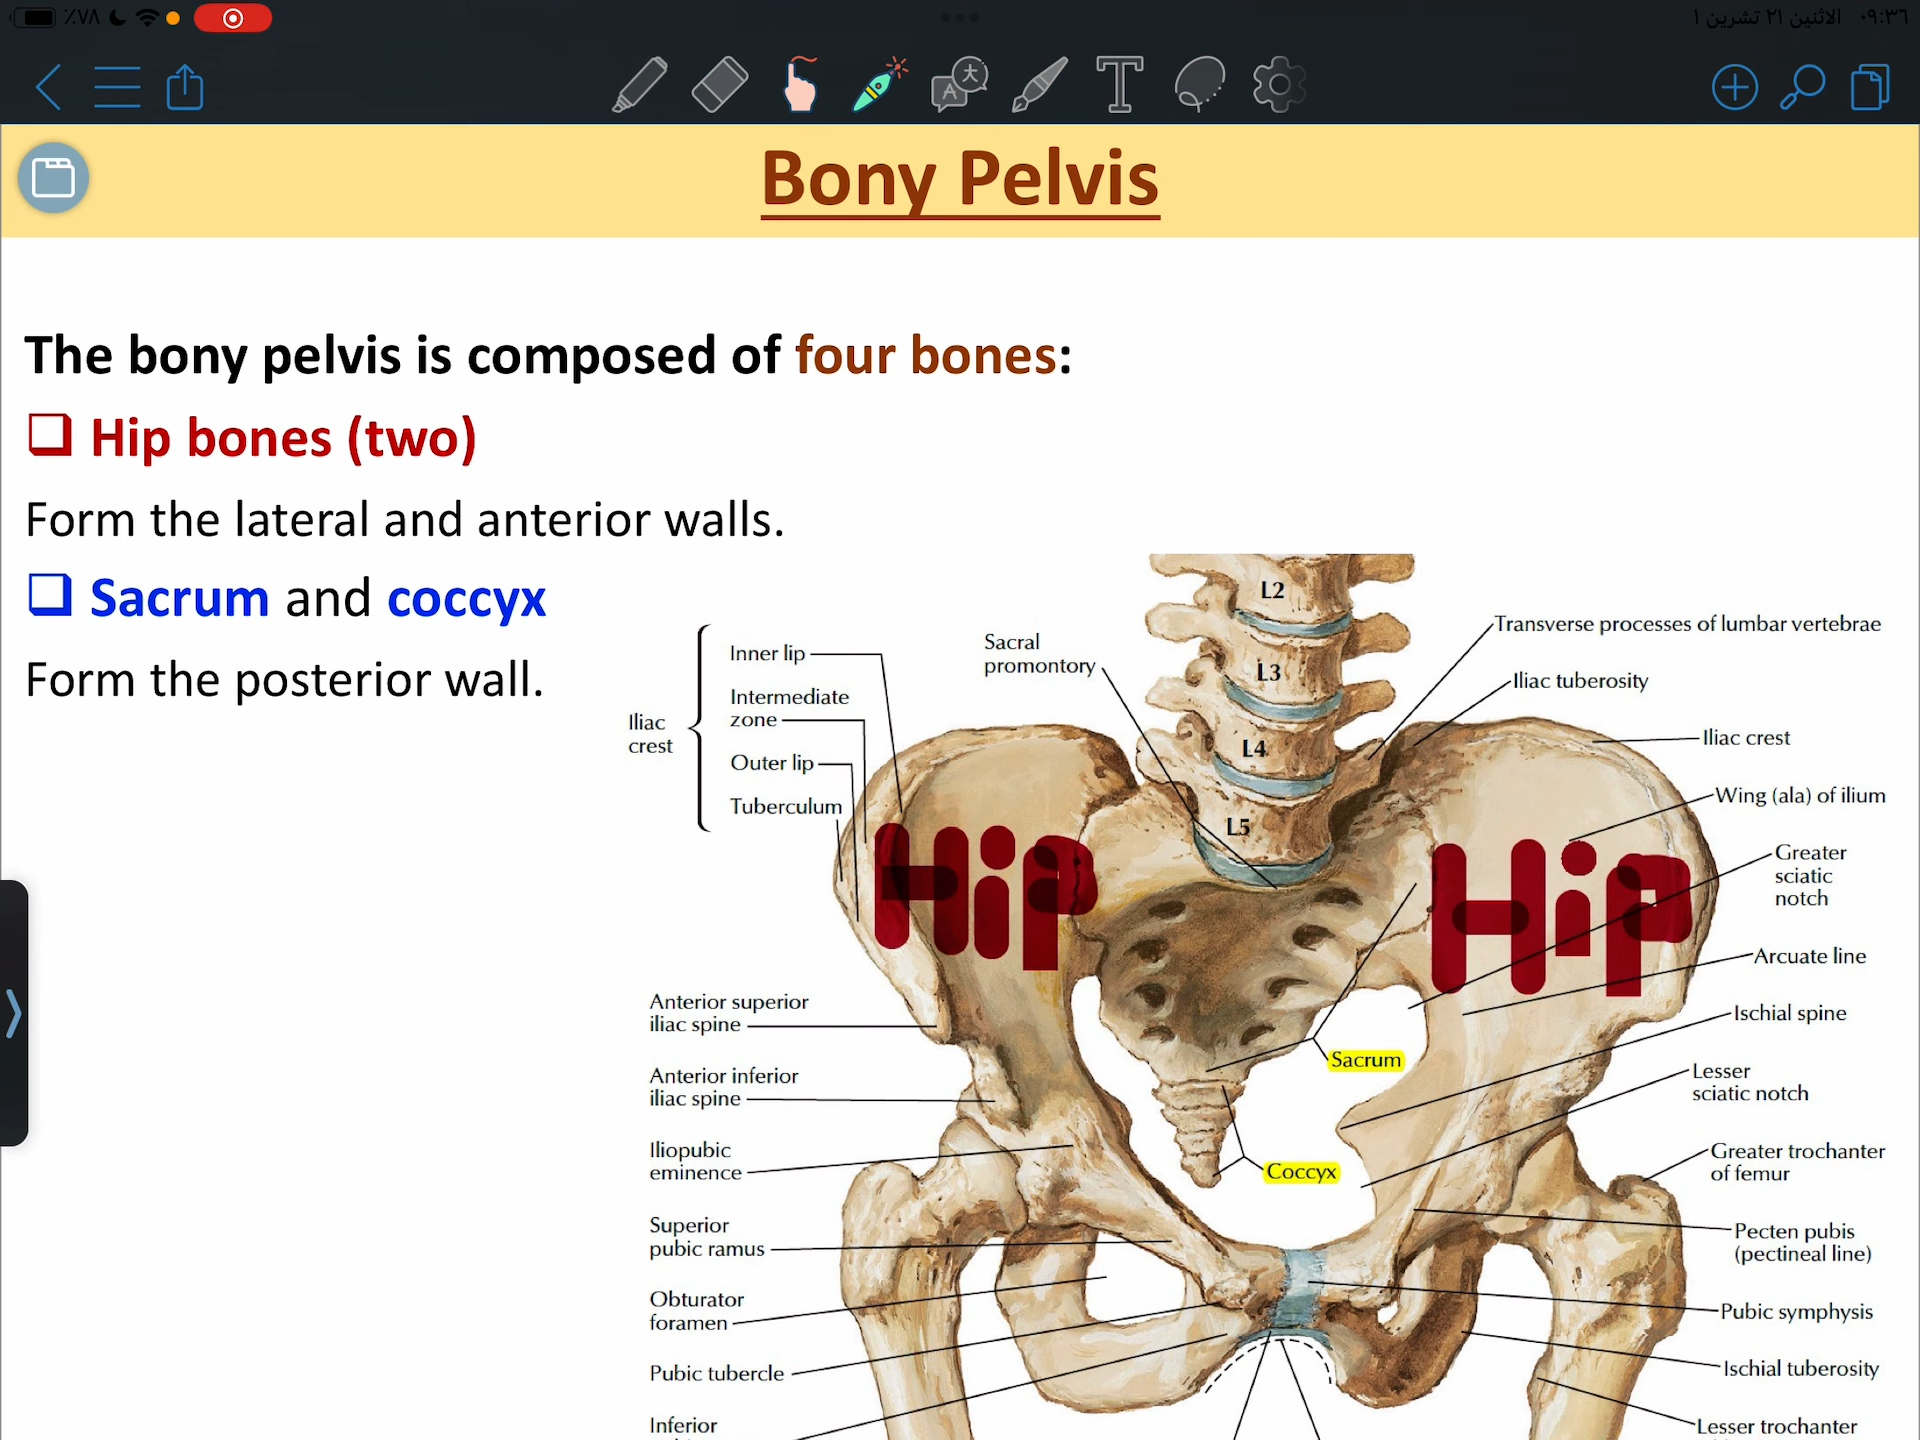 ٪٧٨
٠٩:٣٦ الاثنين ٢١ تشرين ١
Bony Pelvis
The bony pelvis is composed of four bones:
Hip bones (two)
Form the lateral and anterior walls.
Sacrum and coccyx
Form the posterior wall.
Iliac
crest
Inner lip
Intermediate
zone
Outer lip
Tuberculum
Sacral
promontory
L2
L3
L4
L5
Hip
Hip
Anterior superior
iliac spine
Anterior inferior
iliac spine
Iliopubic
eminence
Superior
pubic ramus
Obturator
foramen
Pubic tubercle
Inferior
Sacrum
Coccyx
Transverse processes of lumbar vertebrae
Iliac tuberosity
Iliac crest
Wing (ala) of ilium
Greater
sciatic
notch
Arcuate line
Ischial spine
Lesser
sciatic notch
Greater trochanter
of femur
Pecten pubis
(pectineal line)
Pubic symphysis
Ischial tuberosity
Lesser trochanter